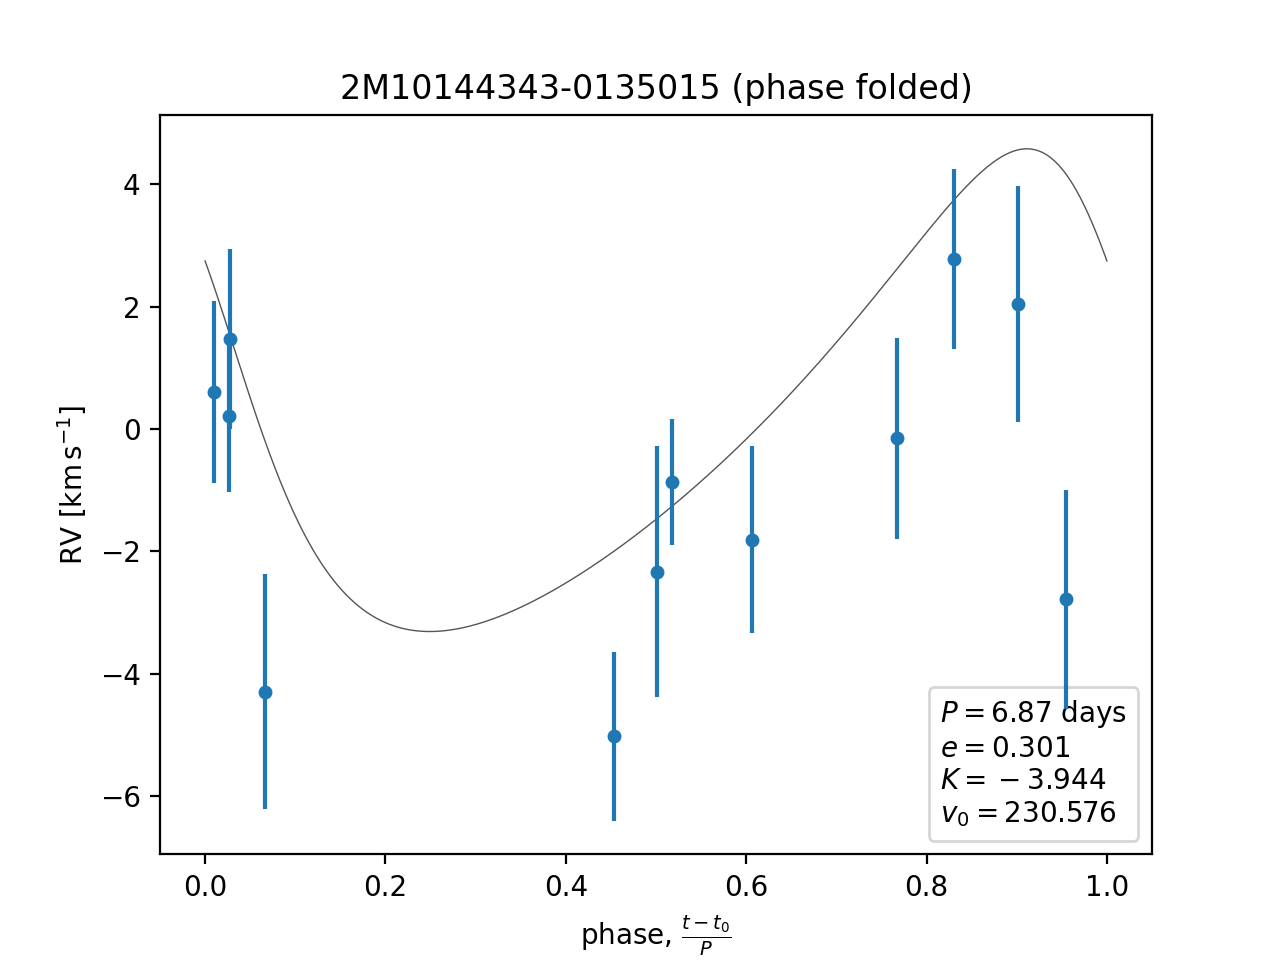 2M10144343-0135015 (phase folded)
RV [km s⁻¹]
4
2
0
−2
−4
−6
P = 6.87 days
e = 0.301
K = −3.944
v₀ = 230.576
0.0 0.2 0.4 0.6 0.8 1.0
phase, (t − t₀)/P